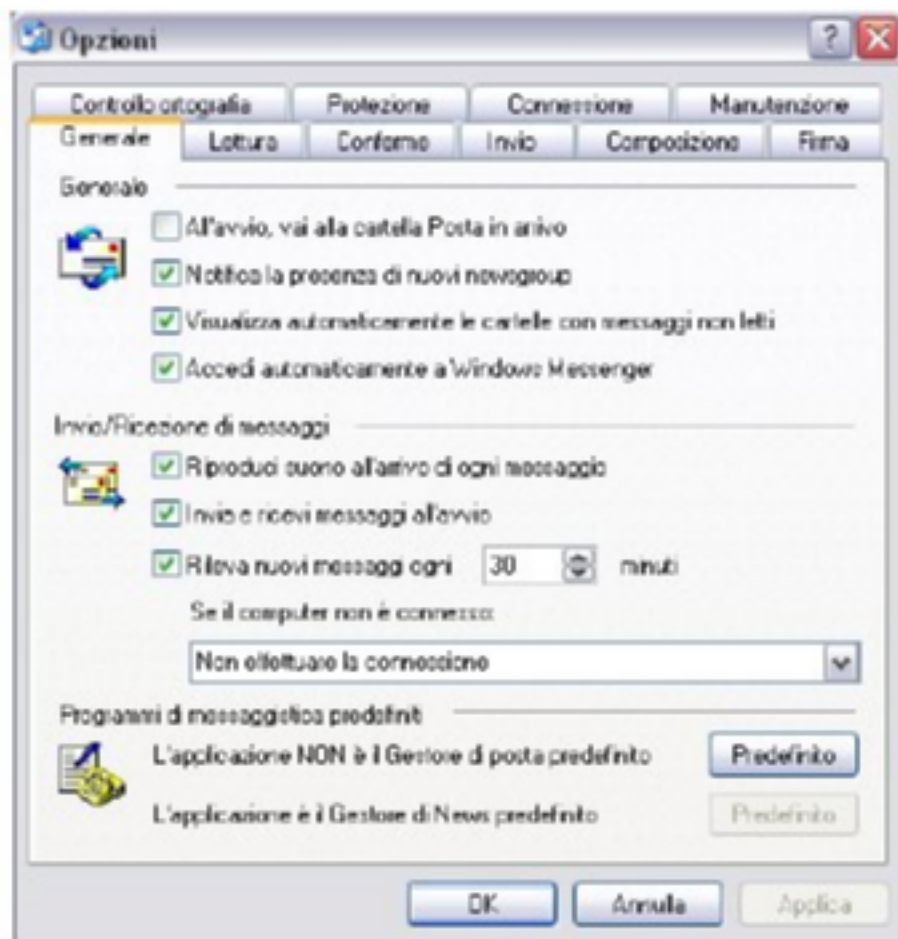 Opzioni
?
Controllo ortografia Protezione Connessione Manutenzione
Generale Lettura Conferme Invio Composizione Firma
Generale
All'avvio, vai alla cartella Posta in arrivo
Notifica la presenza di nuovi newsgroup
Visualizza automaticamente le cartelle con messaggi non letti
Accedi automaticamente a Windows Messenger
Invio/Ricezione di messaggi
Riproduci suono all'arrivo di ogni messaggio
Invia e ricevi messaggi all'avvio
Rileva nuovi messaggi ogni 30 minuti
Se il computer non è connesso:
Non effettuare la connessione
Programmi di messaggistica predefiniti
L'applicazione NON è il Gestore di posta predefinito Predefinito
L'applicazione è il Gestore di News predefinito Predefinito
OK Annulla Applica